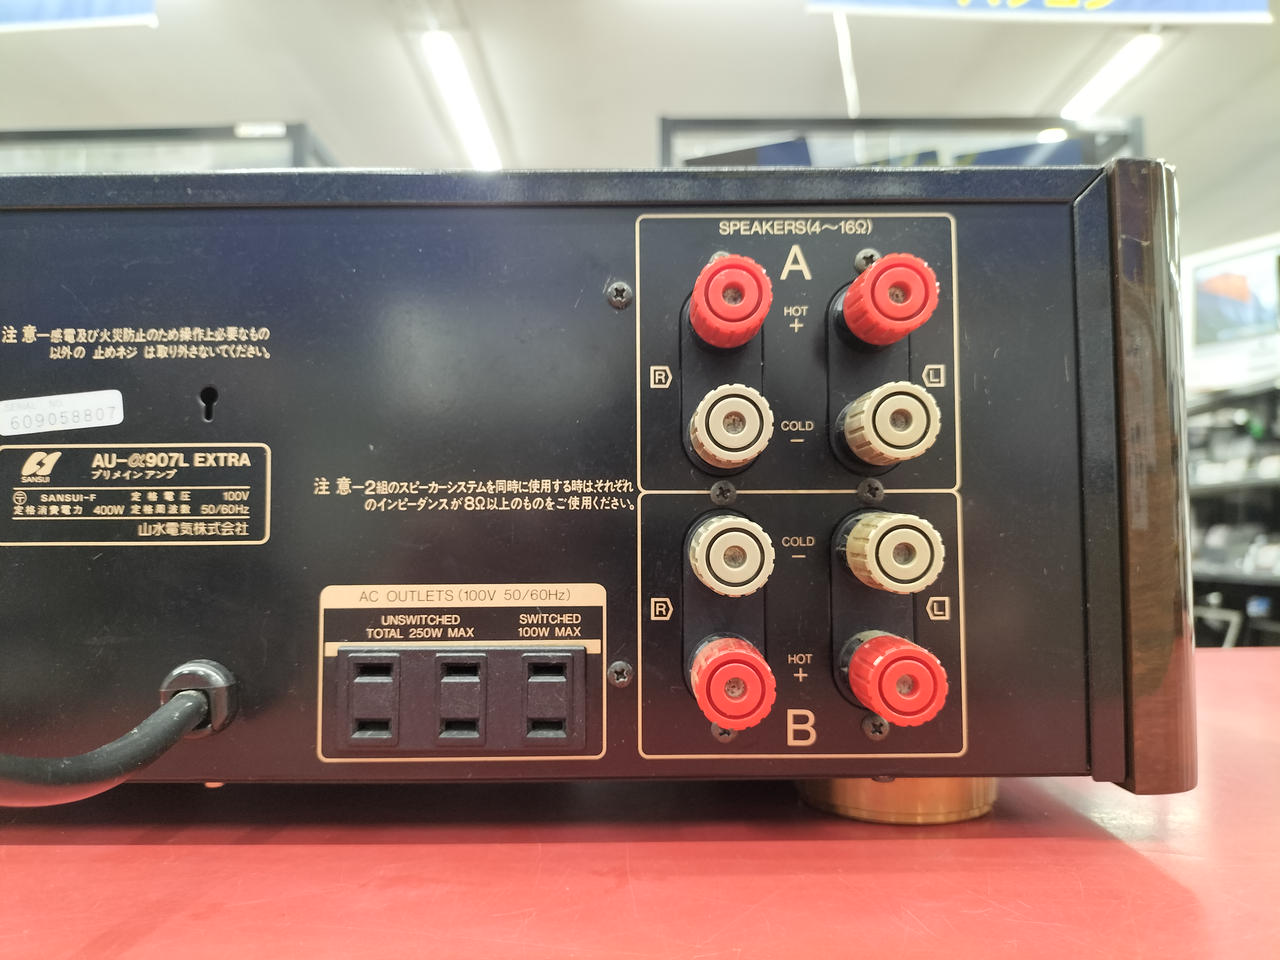 注意−感電及び火災防止のため操作上必要なもの
以外の 止めネジ は取り外さないでください。
SERIAL NO.
609058807
SANSUI
AU-α907L EXTRA
プリメインアンプ
SANSUI-F 定格電圧 100V
定格消費電力 400W 定格周波数 50/60Hz
山水電気株式会社
注意−2組のスピーカーシステムを同時に使用する時は、それぞれ
のインピーダンスが8Ω以上のものをご使用ください。
AC OUTLETS (100V 50/60Hz)
UNSWITCHED
TOTAL 250W MAX
SWITCHED
100W MAX
SPEAKERS(4〜16Ω)
A
HOT
+
R
L
COLD
−
COLD
−
R
L
HOT
+
B